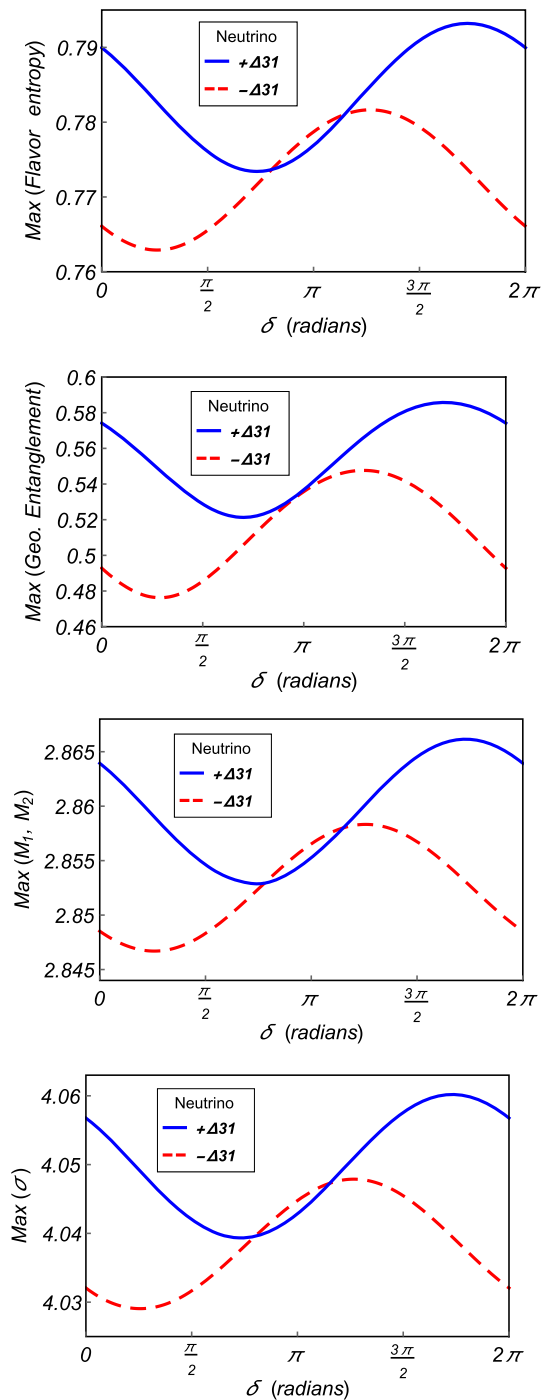 Max (Flavor entropy)
0.79
0.78
0.77
0.76
Neutrino
+Δ31
−Δ31
0
π/2
π
3π/2
2π
δ (radians)
Max (Geo. Entanglement)
0.6
0.58
0.56
0.54
0.52
0.5
0.48
0.46
Neutrino
+Δ31
−Δ31
0
π/2
π
3π/2
2π
δ (radians)
Max (M₁, M₂)
2.865
2.86
2.855
2.85
2.845
Neutrino
+Δ31
−Δ31
0
π/2
π
3π/2
2π
δ (radians)
Max (σ)
4.06
4.05
4.04
4.03
Neutrino
+Δ31
−Δ31
0
π/2
π
3π/2
2π
δ (radians)